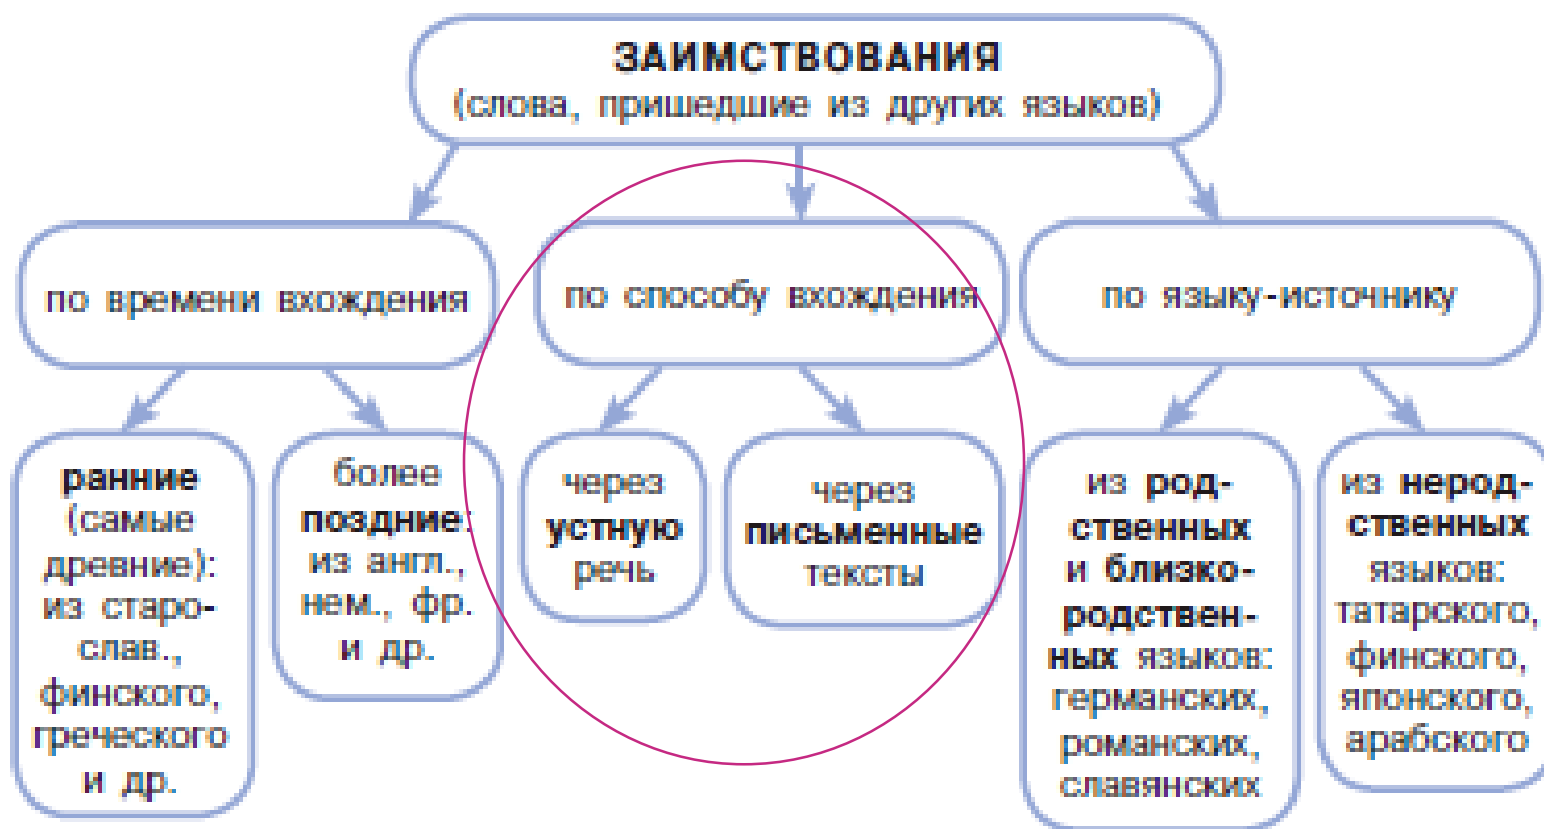 ЗАИМСТВОВАНИЯ
(слова, пришедшие из других языков)
по времени вхождения
по способу вхождения
по языку-источнику
ранние
(самые
древние):
из старо-
слав.,
финского,
греческого
и др.
более
поздние:
из англ.,
нем., фр.
и др.
через
устную
речь
через
письменные
тексты
из род-
ственных
и близко-
родствен-
ных языков:
германских,
романских,
славянских
из нерод-
ственных
языков:
татарского,
финского,
японского,
арабского